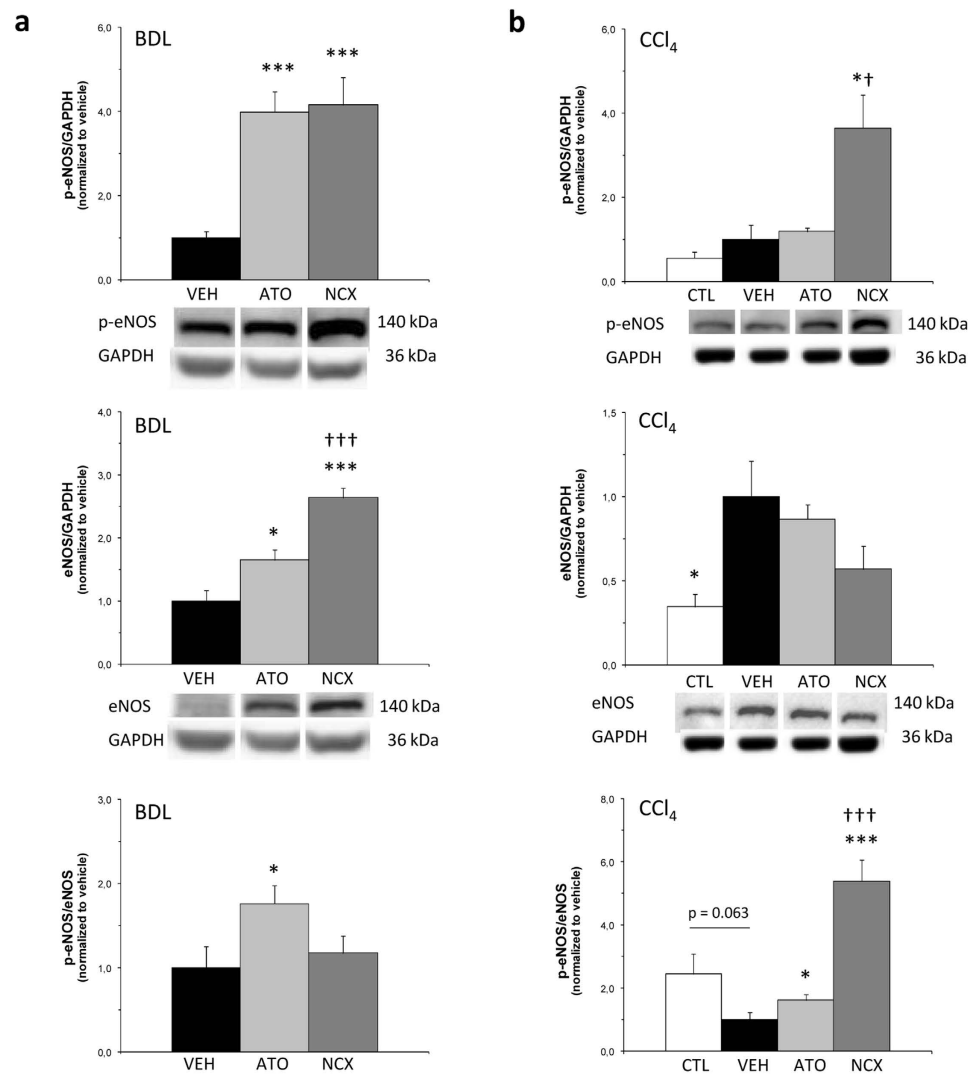 a
BDL
p-eNOS/GAPDH
(normalized to vehicle)
6,0
4,0
2,0
0,0
***
***
VEH ATO NCX
p-eNOS 140 kDa
GAPDH 36 kDa
BDL
eNOS/GAPDH
(normalized to vehicle)
4,0
3,0
2,0
1,0
0,0
*
†††
***
VEH ATO NCX
eNOS 140 kDa
GAPDH 36 kDa
BDL
p-eNOS/eNOS
(normalized to vehicle)
3,0
2,0
1,0
0,0
*
VEH ATO NCX
b
CCl₄
p-eNOS/GAPDH
(normalized to vehicle)
6,0
4,0
2,0
0,0
*†
CTL VEH ATO NCX
p-eNOS 140 kDa
GAPDH 36 kDa
CCl₄
eNOS/GAPDH
(normalized to vehicle)
1,5
1,0
0,5
0,0
*
CTL VEH ATO NCX
eNOS 140 kDa
GAPDH 36 kDa
CCl₄
p-eNOS/eNOS
(normalized to vehicle)
8,0
6,0
4,0
2,0
0,0
p = 0.063
*
†††
***
CTL VEH ATO NCX